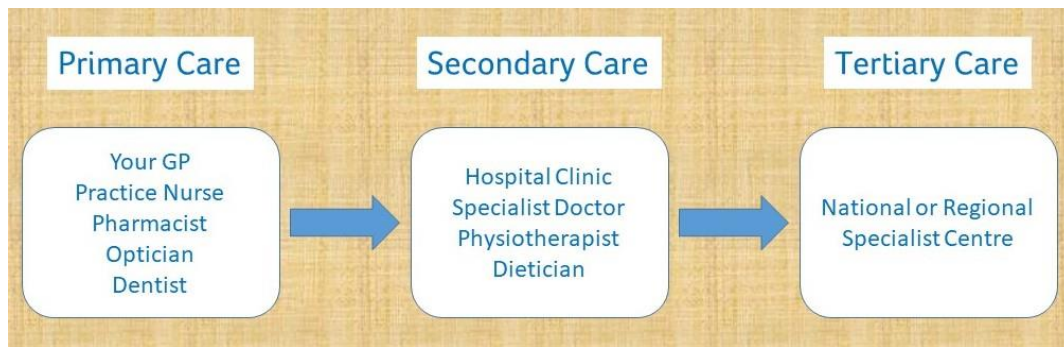 Primary Care
Your GP
Practice Nurse
Pharmacist
Optician
Dentist
Secondary Care
Hospital Clinic
Specialist Doctor
Physiotherapist
Dietician
Tertiary Care
National or Regional
Specialist Centre